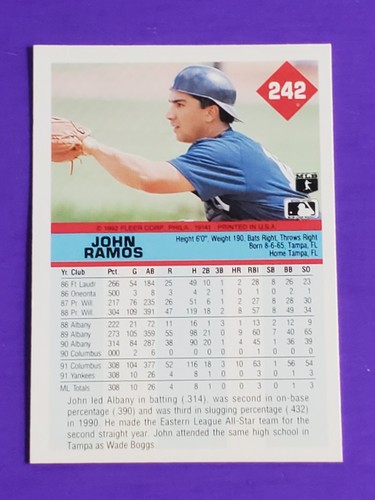 242
MLB
© 1992 FLEER CORP., PHILA. 19141 PRINTED IN U.S.A.
JOHN
RAMOS
Height 6'0", Weight 190, Bats Right, Throws Right
Born 8-6-65, Tampa, FL
Home Tampa, FL
Yr. Club Pct. G AB R H 2B 3B HR RBI SB BB SO
86 Ft. Laudr. .266 54 184 25 49 10 1 2 28 8 26 23
86 Oneonta .500 3 8 3 4 2 0 0 1 0 2 1
87 Pr. Will .217 76 235 26 51 6 1 2 27 8 28 30
88 Pr. Will .304 109 391 47 119 18 2 8 57 8 49 34
88 Albany .222 21 72 11 16 1 3 1 13 2 12 9
89 Albany .273 105 359 55 98 21 0 9 60 7 40 65
90 Albany .314 84 287 38 90 20 1 4 45 1 36 39
90 Columbus .000 2 6 0 0 0 0 0 0 0 0 0
91 Columbus .308 104 377 52 116 18 3 10 63 1 56 54
91 Yankees .308 10 26 4 8 1 0 0 3 0 1 3
ML Totals .308 10 26 4 8 1 0 0 3 0 1 3
John led Albany in batting (.314), was second in on-base
percentage (.390) and was third in slugging percentage (.432)
in 1990. He made the Eastern League All-Star team for the
second straight year. John attended the same high school in
Tampa as Wade Boggs.